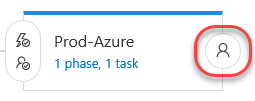 Prod-Azure
1 phase, 1 task